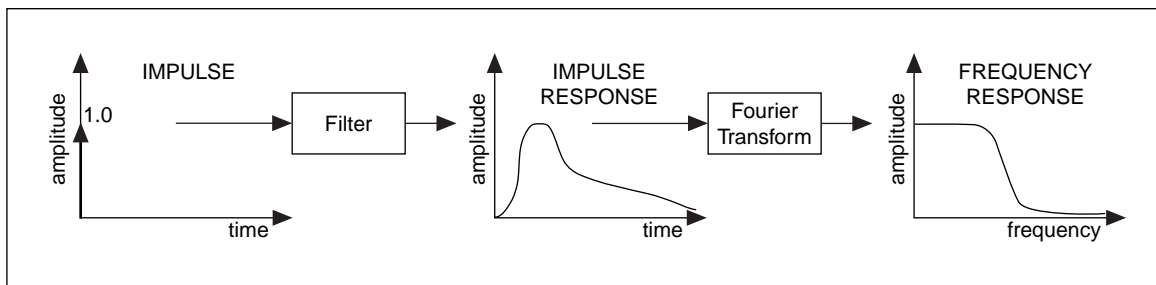 IMPULSE
amplitude
1.0
time
Filter
IMPULSE
RESPONSE
amplitude
time
Fourier
Transform
FREQUENCY
RESPONSE
amplitude
frequency